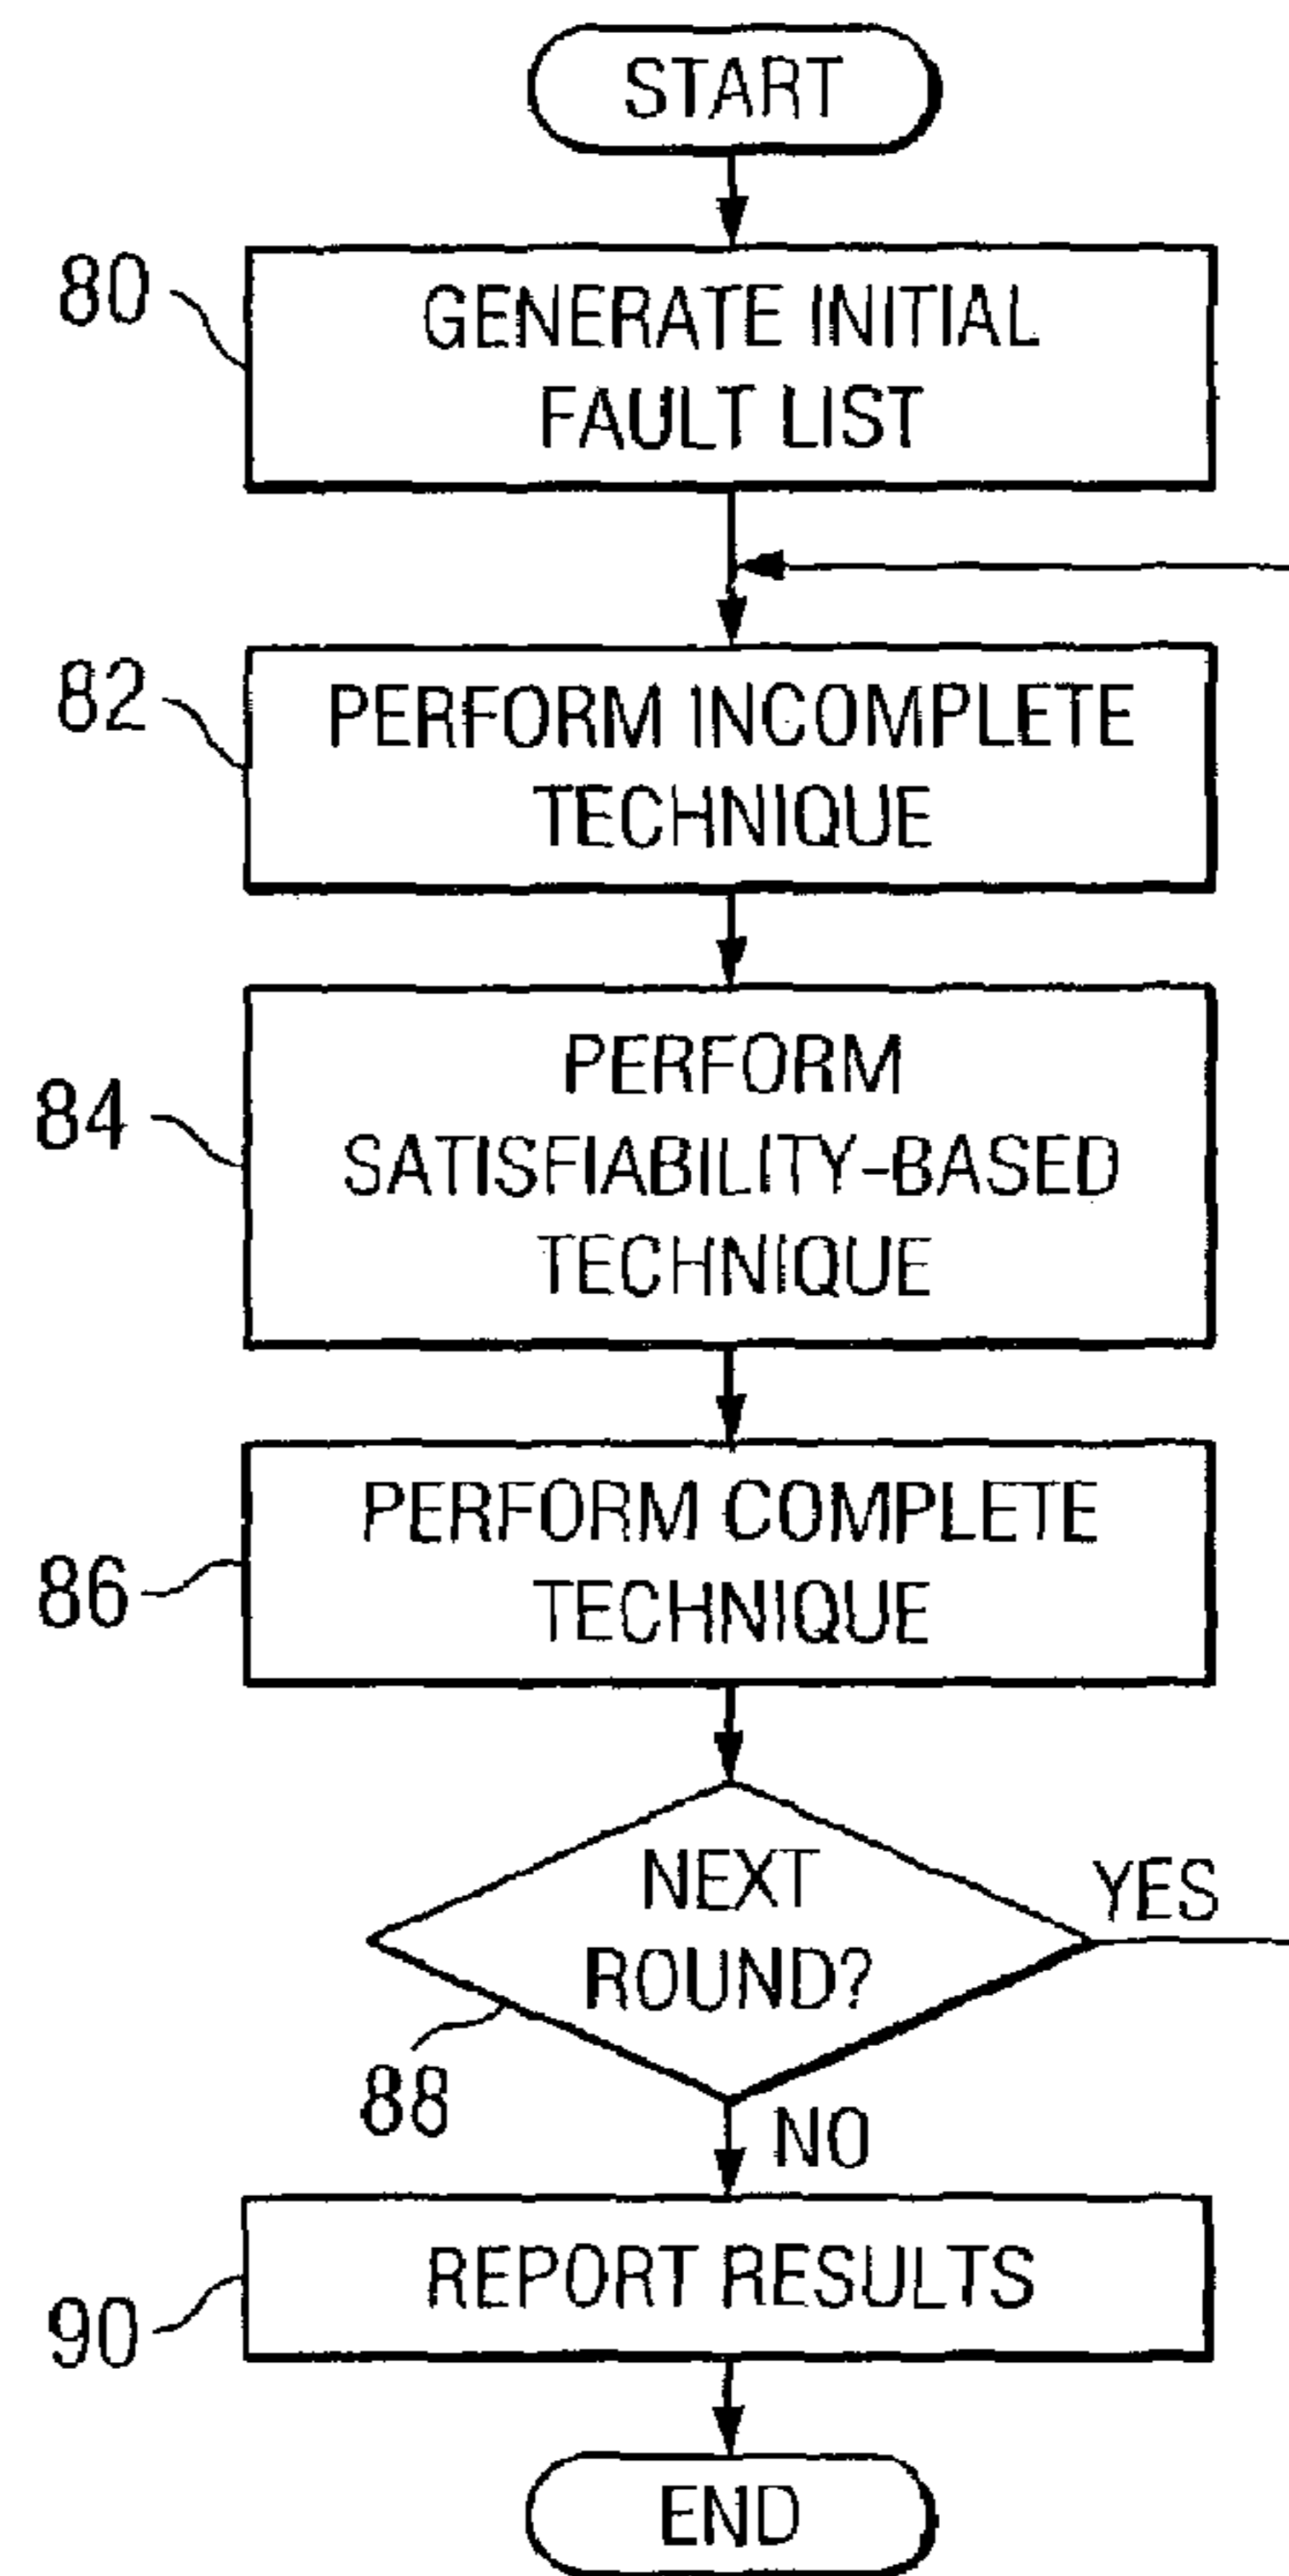 START
80
GENERATE INITIAL
FAULT LIST
82
PERFORM INCOMPLETE
TECHNIQUE
84
PERFORM
SATISFIABILITY-BASED
TECHNIQUE
86
PERFORM COMPLETE
TECHNIQUE
NEXT
ROUND?
YES
88
NO
90
REPORT RESULTS
END